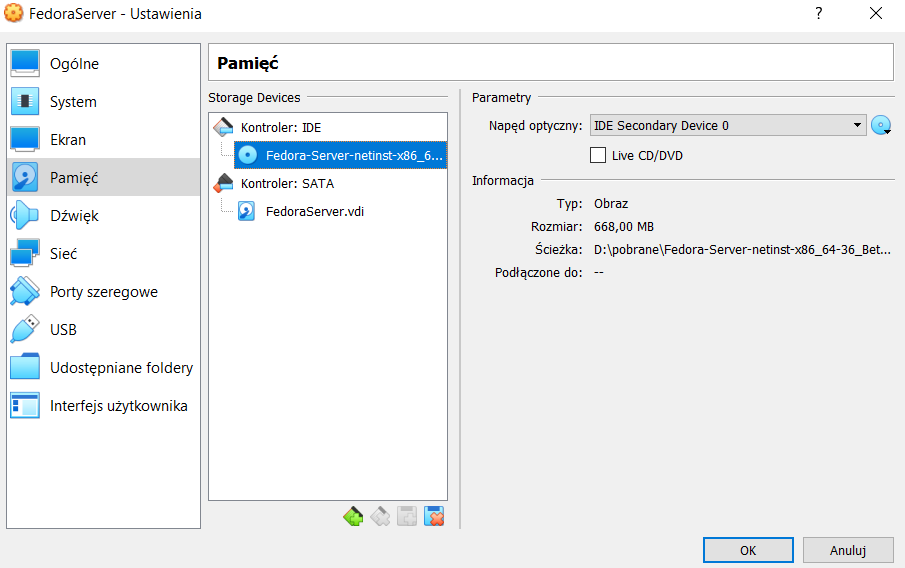 FedoraServer - Ustawienia
?
Ogólne
System
Ekran
Pamięć
Dźwięk
Sieć
Porty szeregowe
USB
Udostępniane foldery
Interfejs użytkownika
Pamięć
Storage Devices
Kontroler: IDE
Fedora-Server-netinst-x86_6...
Kontroler: SATA
FedoraServer.vdi
Parametry
Napęd optyczny: IDE Secondary Device 0
Live CD/DVD
Informacja
Typ: Obraz
Rozmiar: 668,00 MB
Ścieżka: D:\pobrane\Fedora-Server-netinst-x86_64-36_Bet...
Podłączone do: --
OK
Anuluj